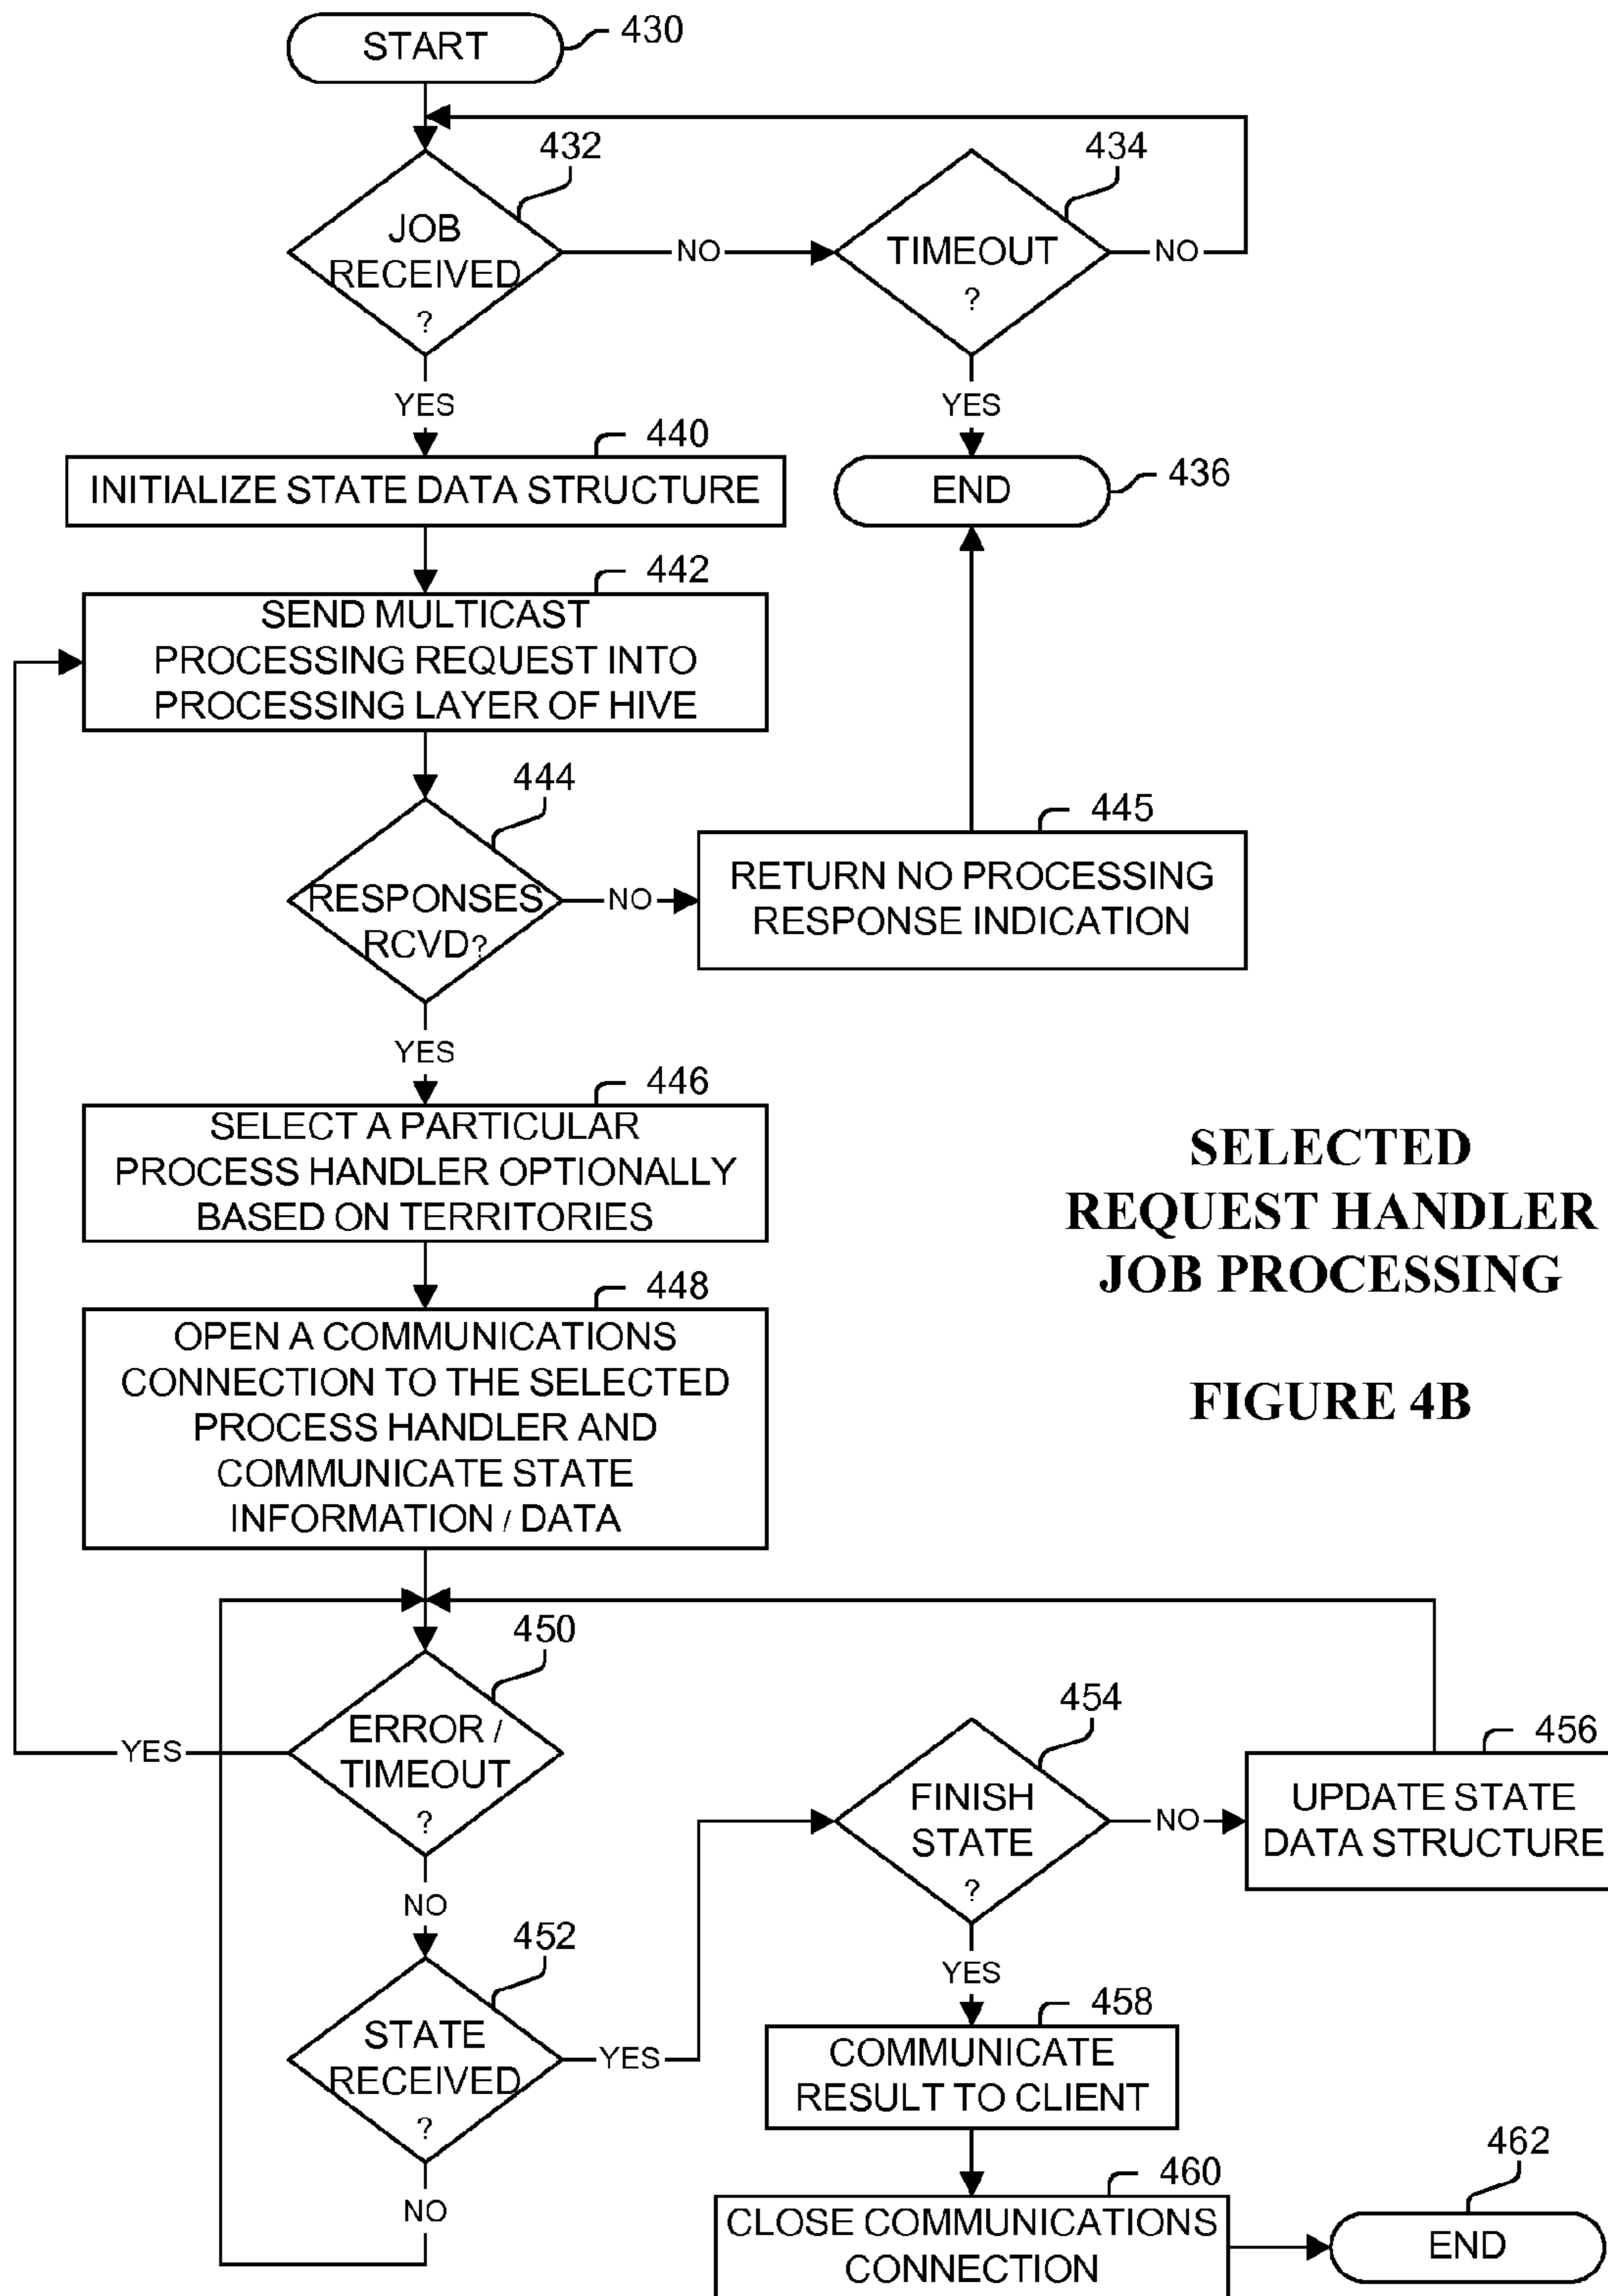 START
430
432
JOB
RECEIVED
?
NO
434
TIMEOUT
?
NO
YES
YES
440
INITIALIZE STATE DATA STRUCTURE
END
436
442
SEND MULTICAST
PROCESSING REQUEST INTO
PROCESSING LAYER OF HIVE
444
RESPONSES
RCVD?
NO
445
RETURN NO PROCESSING
RESPONSE INDICATION
YES
446
SELECT A PARTICULAR
PROCESS HANDLER OPTIONALLY
BASED ON TERRITORIES
SELECTED
REQUEST HANDLER
JOB PROCESSING
FIGURE 4B
448
OPEN A COMMUNICATIONS
CONNECTION TO THE SELECTED
PROCESS HANDLER AND
COMMUNICATE STATE
INFORMATION / DATA
450
ERROR /
TIMEOUT
?
YES
NO
452
STATE
RECEIVED
?
YES
NO
454
FINISH
STATE
?
NO
456
UPDATE STATE
DATA STRUCTURE
YES
458
COMMUNICATE
RESULT TO CLIENT
460
CLOSE COMMUNICATIONS
CONNECTION
462
END